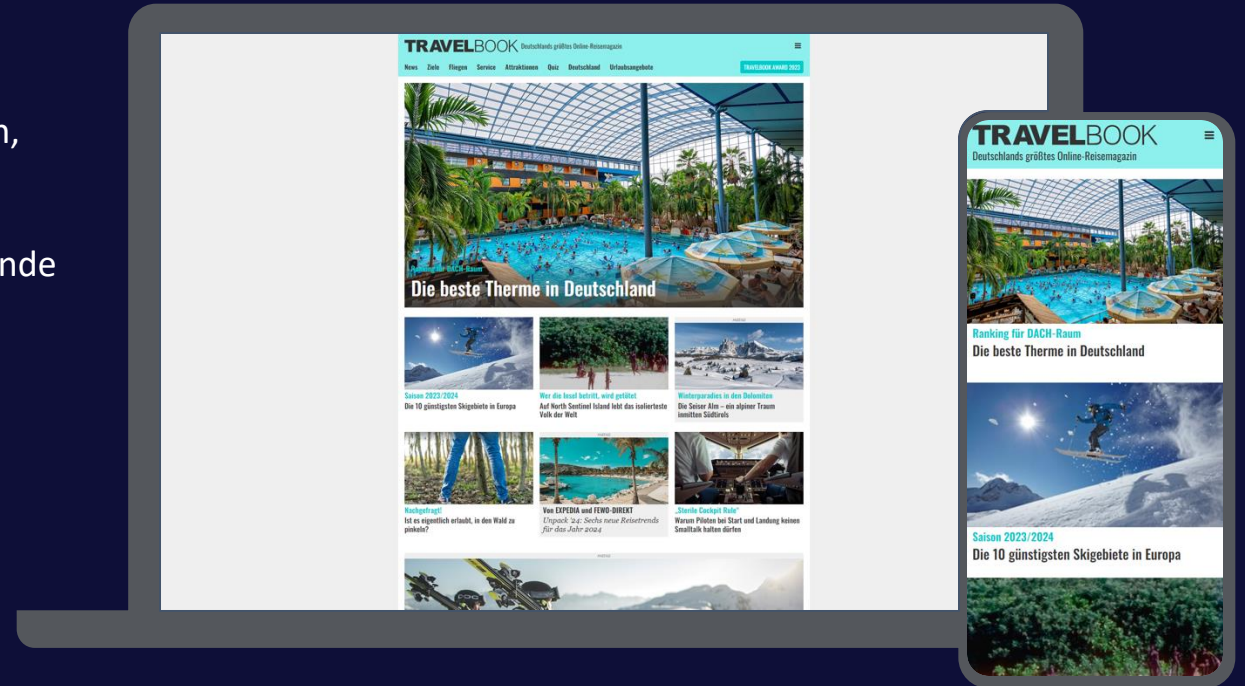 n,
nde
TRAVELBOOK Deutschlands größtes Online-Reisemagazin
News Ziele Fliegen Service Attraktionen Quiz Deutschland Urlaubsangebote TRAVELBOOK AWARD 2023
Ranking für DACH-Raum
Die beste Therme in Deutschland
ANZEIGE
Saison 2023/2024
Die 10 günstigsten Skigebiete in Europa
Wer die Insel betritt, wird getötet
Auf North Sentinel Island lebt das isolierteste
Volk der Welt
Winterparadies in den Dolomiten
Die Seiser Alm – ein alpiner Traum
inmitten Südtirols
ANZEIGE
Nachgefragt!
Ist es eigentlich erlaubt, in den Wald zu
pinkeln?
Von EXPEDIA und FEWO-DIREKT
Unpack '24: Sechs neue Reisetrends
für das Jahr 2024
„Sterile Cockpit Rule“
Warum Piloten bei Start und Landung keinen
Smalltalk halten dürfen
ANZEIGE
TRAVELBOOK
Deutschlands größtes Online-Reisemagazin
Ranking für DACH-Raum
Die beste Therme in Deutschland
Saison 2023/2024
Die 10 günstigsten Skigebiete in Europa